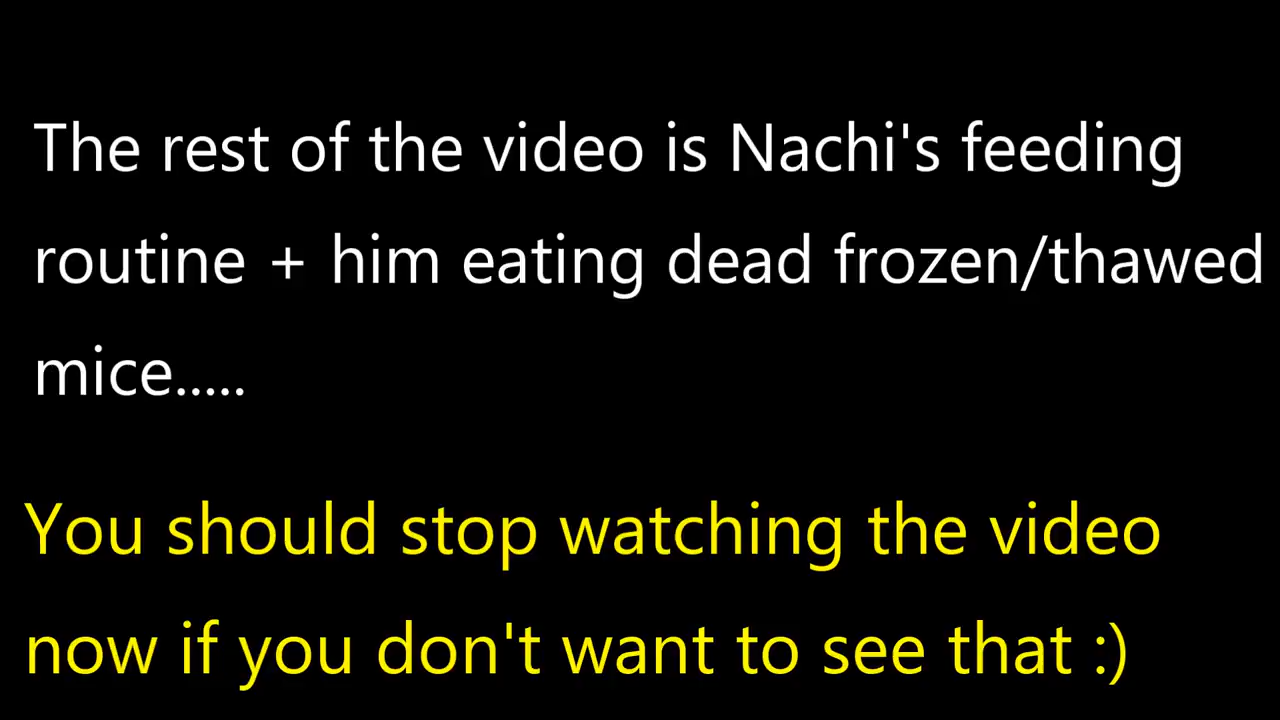 The rest of the video is Nachi's feeding
routine + him eating dead frozen/thawed
mice.....
You should stop watching the video
now if you don't want to see that :)